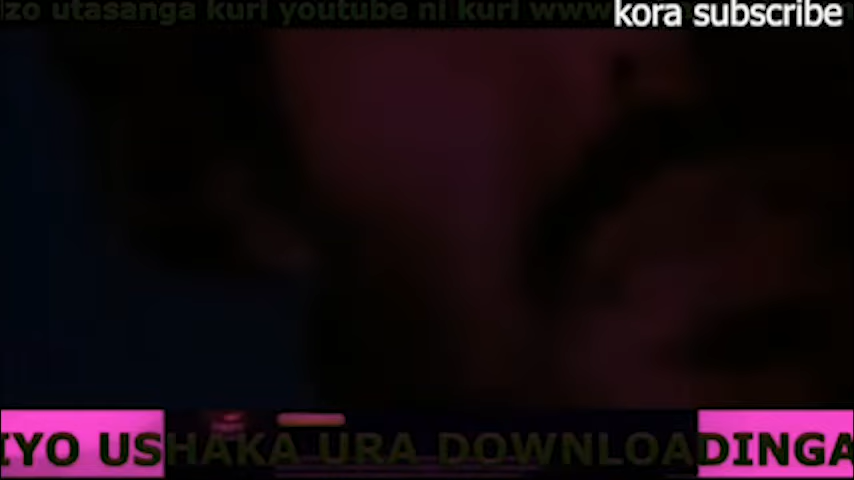 izo utasanga kuri youtube ni kuri www
kora subscribe
IYO USHAKA URA DOWNLOADINGA